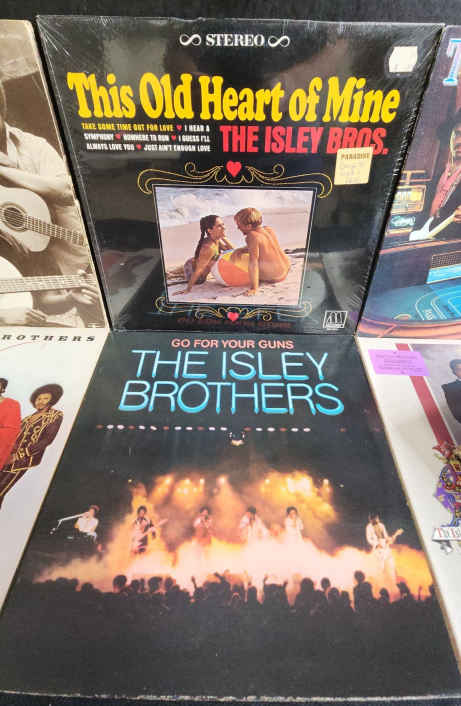 STEREO
This Old Heart of Mine
TAKE SOME TIME OUT FOR LOVE ♥ I HEAR A
SYMPHONY ♥ NOWHERE TO RUN ♥ I GUESS I'LL
ALWAYS LOVE YOU ♥ JUST AIN'T ENOUGH LOVE
THE ISLEY BROS.
PARADISE
ROTHERS
GO FOR YOUR GUNS
THE ISLEY
BROTHERS